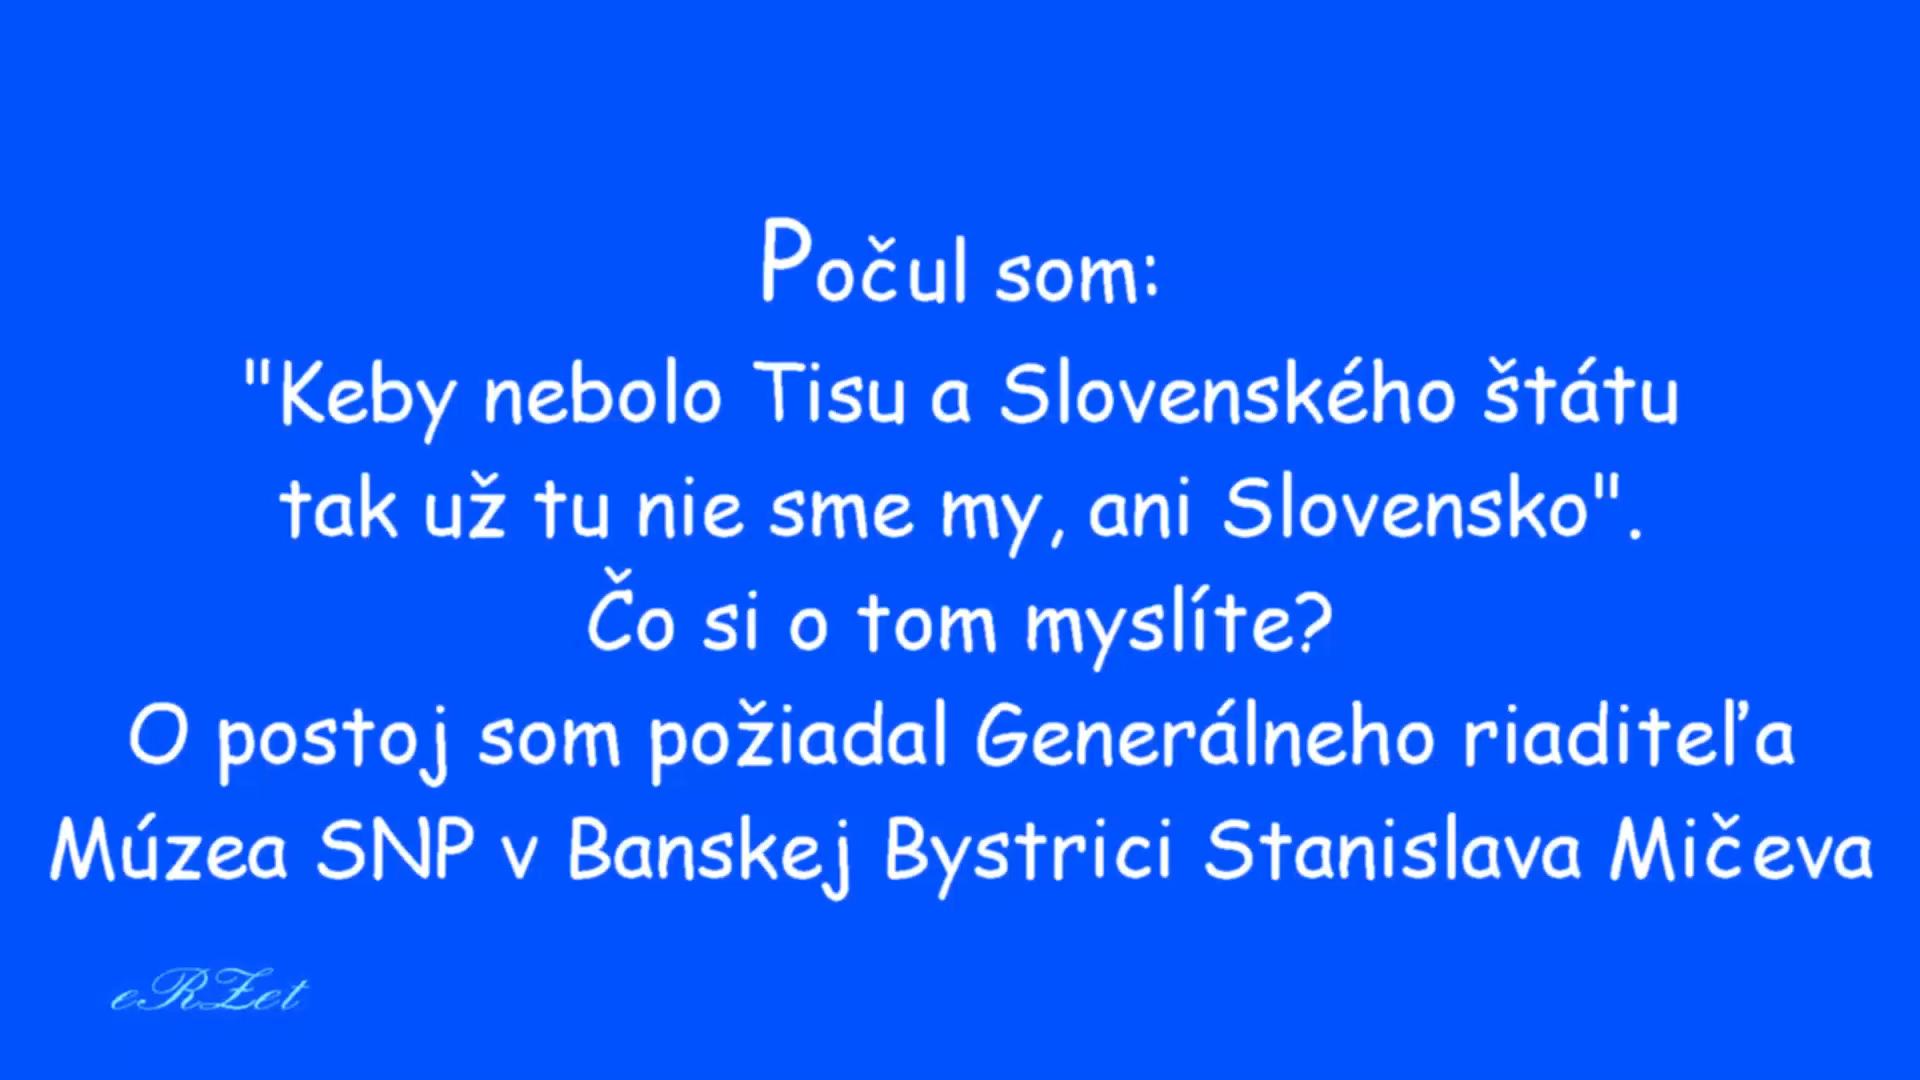 Počul som:
"Keby nebolo Tisu a Slovenského štátu
tak už tu nie sme my, ani Slovensko".
Čo si o tom myslíte?
O postoj som požiadal Generálneho riaditeľa
Múzea SNP v Banskej Bystrici Stanislava Mičeva
eRZet